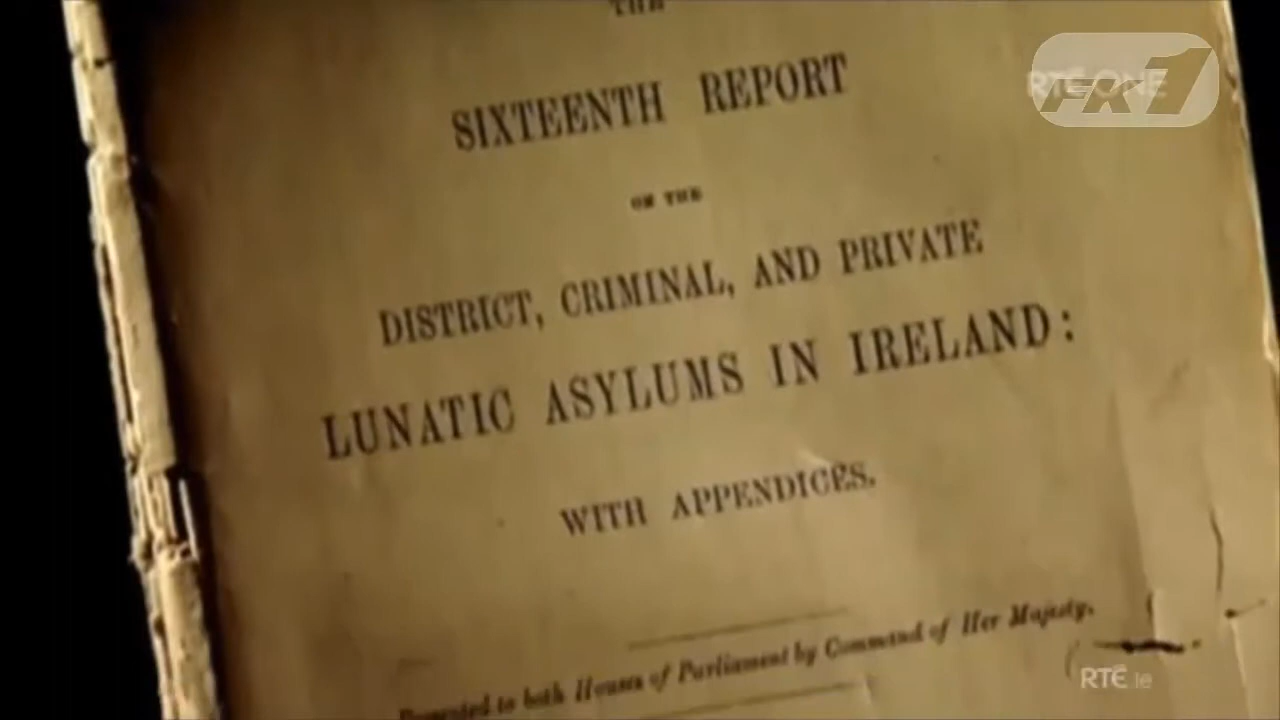 THE
SIXTEENTH REPORT
ON THE
DISTRICT, CRIMINAL, AND PRIVATE
LUNATIC ASYLUMS IN IRELAND:
WITH APPENDICES.
Presented to both Houses of Parliament by Command of Her Majesty.
RTÉ ONE
FK1
RTÉ.ie